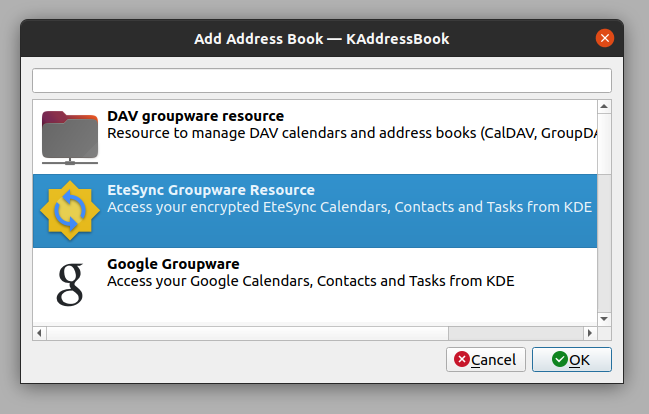 Add Address Book — KAddressBook
DAV groupware resource
Resource to manage DAV calendars and address books (CalDAV, GroupDA
EteSync Groupware Resource
Access your encrypted EteSync Calendars, Contacts and Tasks from KDE
Google Groupware
Access your Google Calendars, Contacts and Tasks from KDE
Cancel
OK